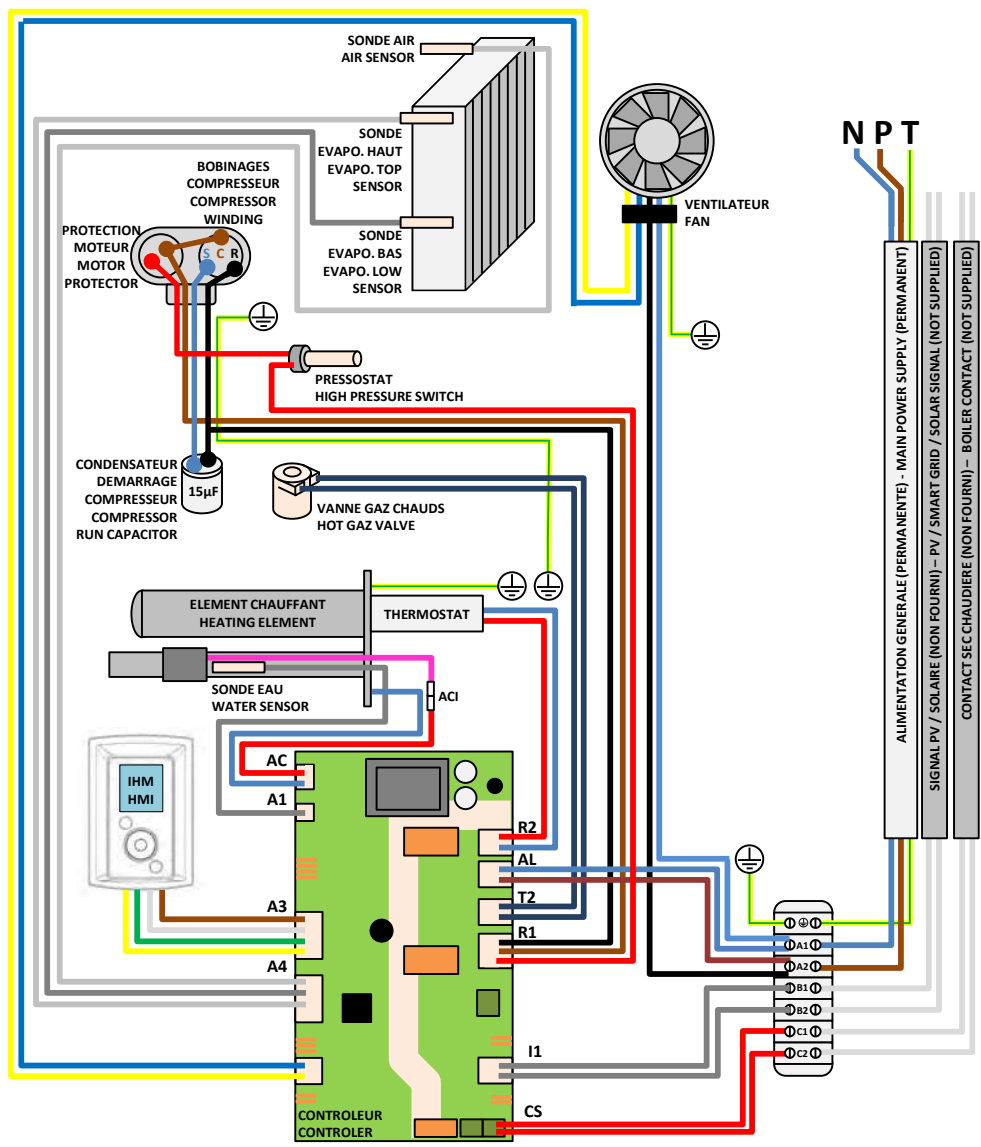 SONDE AIR
AIR SENSOR
SONDE
EVAPO. HAUT
EVAPO. TOP
SENSOR
BOBINAGES
COMPRESSEUR
COMPRESSOR
WINDING
PROTECTION
MOTEUR
MOTOR
PROTECTOR
S C R
SONDE
EVAPO. BAS
EVAPO. LOW
SENSOR
VENTILATEUR
FAN
N P T
PRESSOSTAT
HIGH PRESSURE SWITCH
CONDENSATEUR
DEMARRAGE
COMPRESSEUR
COMPRESSOR
RUN CAPACITOR
15µF
VANNE GAZ CHAUDS
HOT GAZ VALVE
ALIMENTATION GENERALE (PERMANENTE) - MAIN POWER SUPPLY (PERMANENT)
SIGNAL PV / SOLAIRE (NON FOURNI) – PV / SMART GRID / SOLAR SIGNAL (NOT SUPPLIED)
CONTACT SEC CHAUDIERE (NON FOURNI) – BOILER CONTACT (NOT SUPPLIED)
ELEMENT CHAUFFANT
HEATING ELEMENT
THERMOSTAT
SONDE EAU
WATER SENSOR
ACI
IHM
HMI
AC
A1
A3
A4
R2
AL
T2
R1
I1
CS
A1
A2
B1
B2
C1
C2
CONTROLEUR
CONTROLER